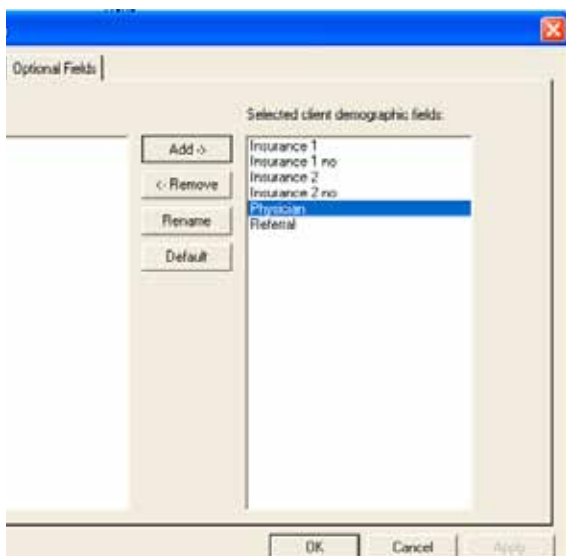 Optional Fields
Selected client demographic fields:
Add ->
<- Remove
Rename
Default
Insurance 1
Insurance 1 no
Insurance 2
Insurance 2 no
Physician
Referral
OK
Cancel
Apply